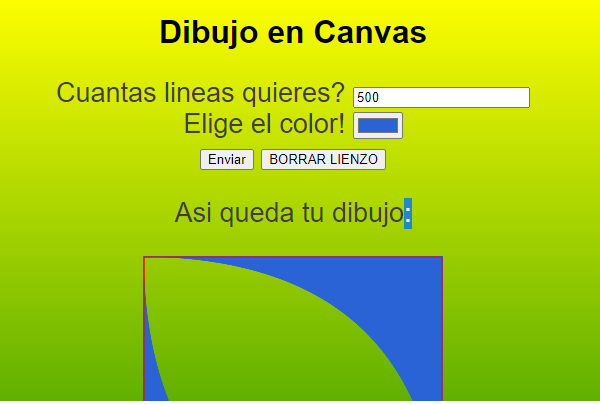 Dibujo en Canvas
Cuantas lineas quieres? 500
Elige el color!
Enviar BORRAR LIENZO
Asi queda tu dibujo: